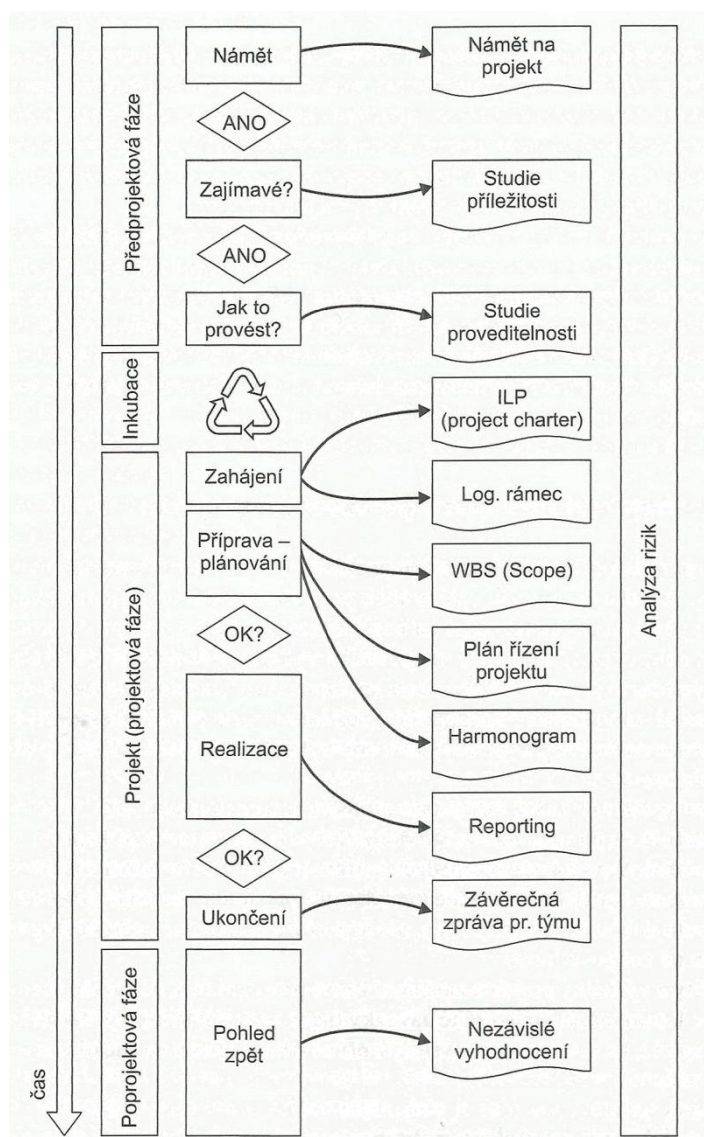 Předprojektová fáze
Námět
Námět na
projekt
ANO
Zajímavé?
Studie
příležitosti
ANO
Jak to
provést?
Studie
proveditelnosti
Inkubace
ILP
(project charter)
Projekt (projektová fáze)
Zahájení
Log. rámec
Příprava –
plánování
WBS (Scope)
OK?
Plán řízení
projektu
Realizace
Harmonogram
Reporting
OK?
Ukončení
Závěrečná
zpráva pr. týmu
Poprojektová fáze
Pohled
zpět
Nezávislé
vyhodnocení
Analýza rizik
čas